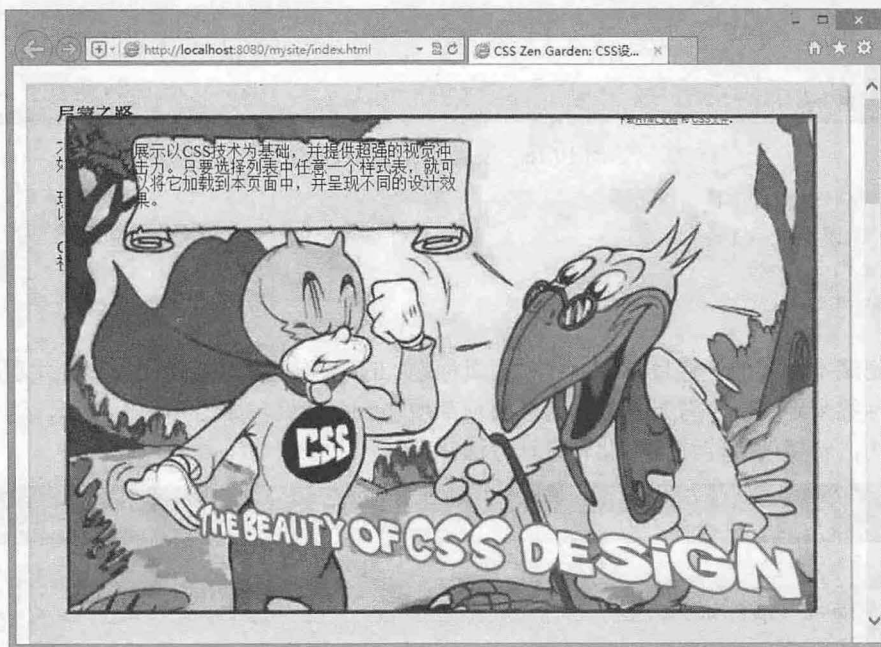 http://localhost:8080/mysite/index.html
CSS Zen Garden: CSS设...
展示以CSS技术为基础，并提供超强的视觉冲
击力。只要选择列表中任意一个样式表，就可
以将它加载到本页面中，并呈现不同的设计效
果。
CSS
THE BEAUTY OF CSS DESiGN